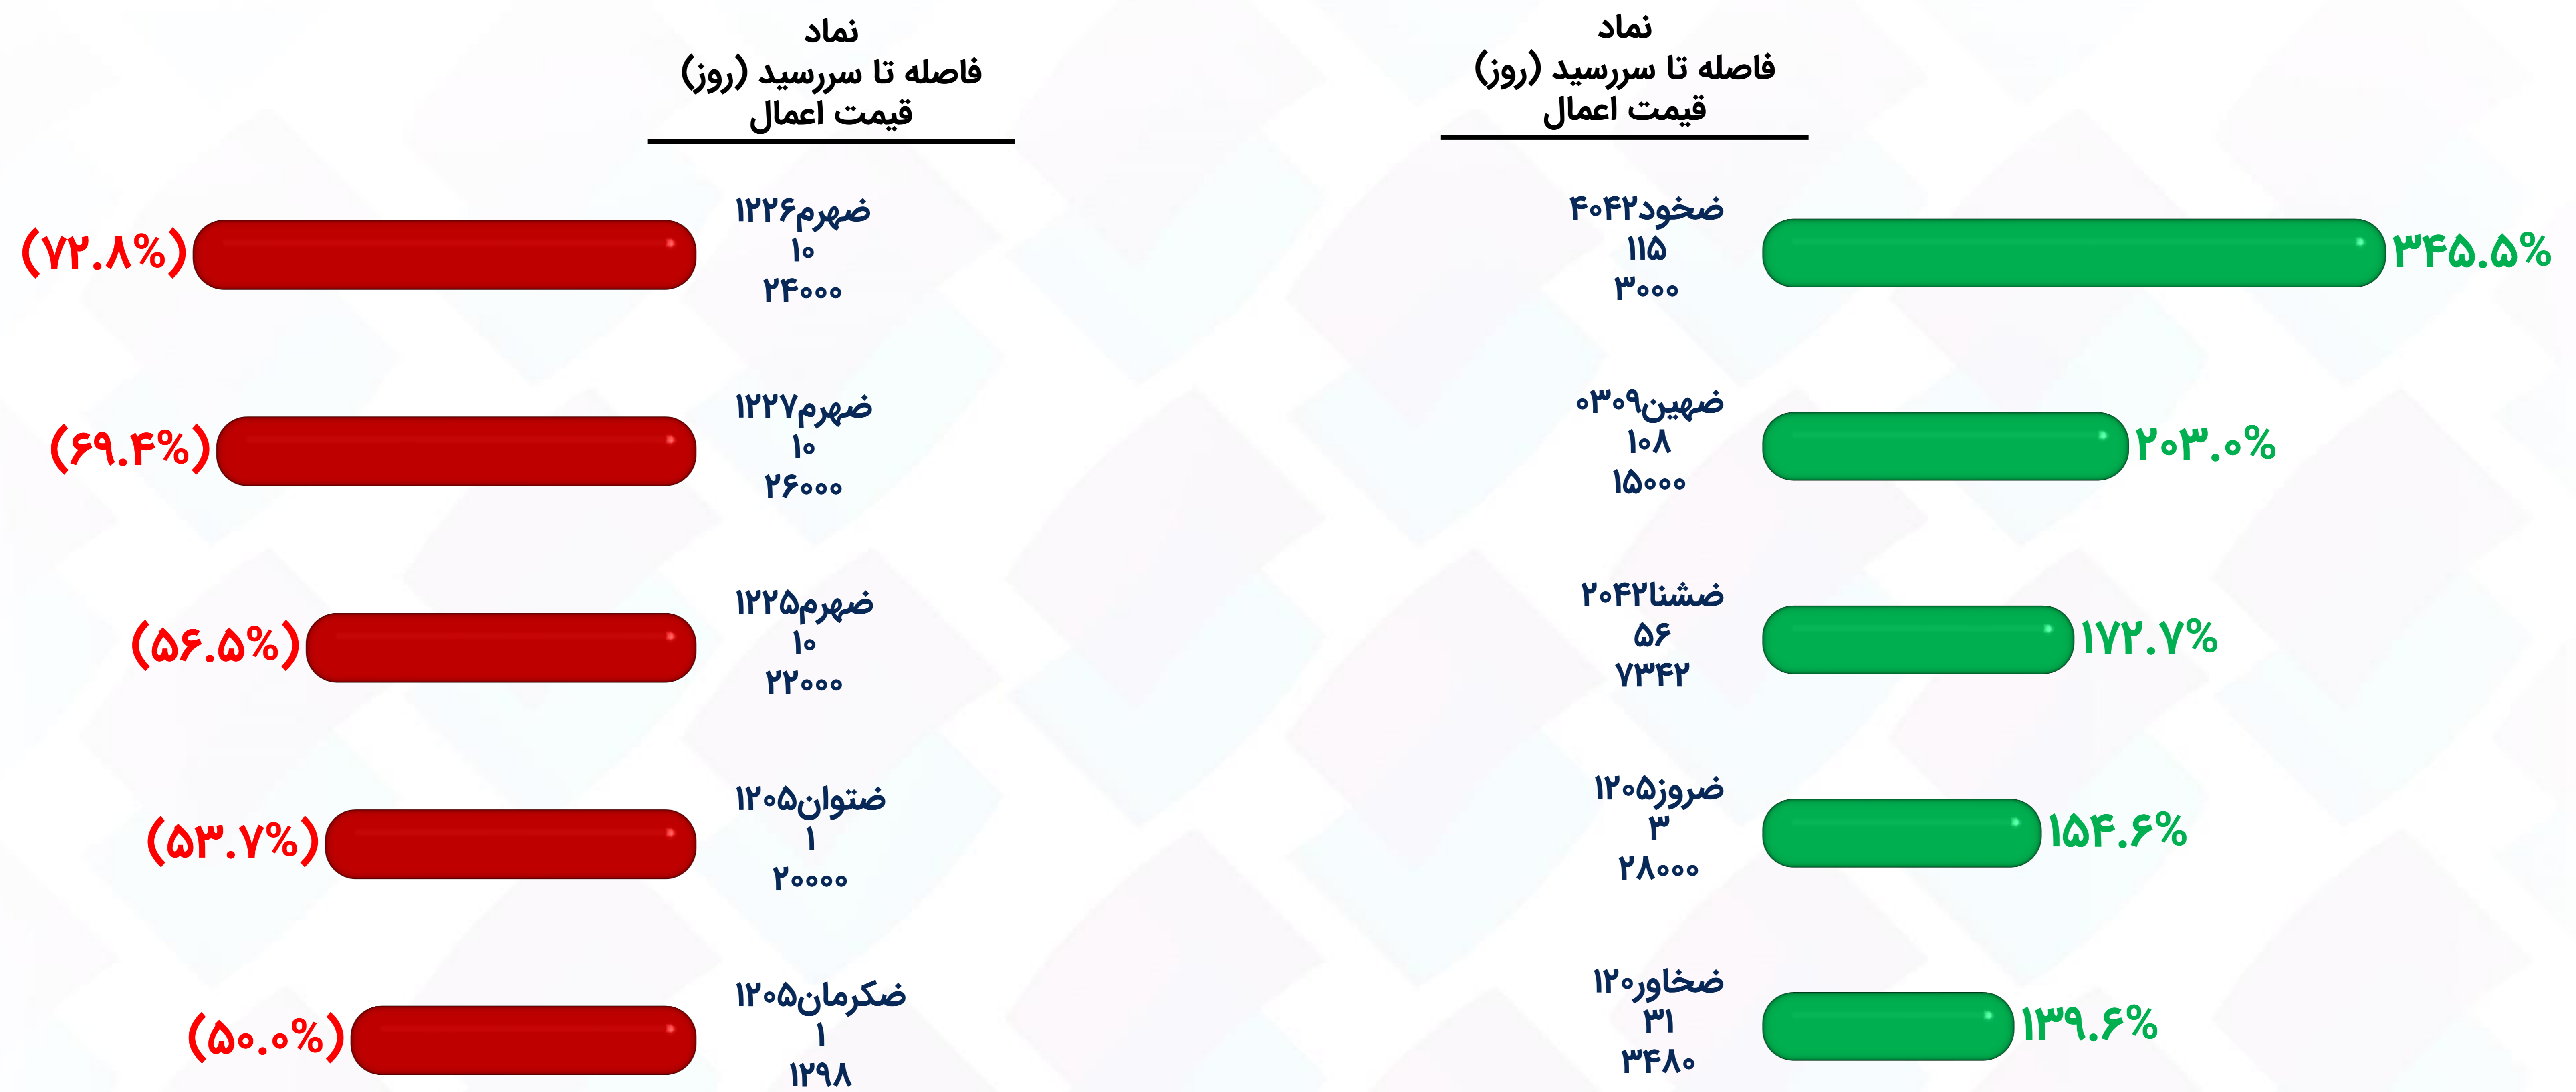 نماد
فاصله تا سررسید (روز)
قیمت اعمال
ضخود۴۰۴۲
۱۱۵
۳۰۰۰
۳۴۵.۵%
ضهین۰۳۰۹
۱۰۸
۱۵۰۰۰
۲۰۳.۰%
ضشنا۲۰۴۲
۵۶
۷۳۴۲
۱۷۲.۷%
ضروز۱۲۰۵
۳
۲۸۰۰۰
۱۵۴.۶%
ضخاور۱۲۰
۳۱
۳۴۸۰
۱۳۹.۶%
نماد
فاصله تا سررسید (روز)
قیمت اعمال
ضهرم۱۲۲۶
۱۰
۲۴۰۰۰
(۷۲.۸%)
ضهرم۱۲۲۷
۱۰
۲۶۰۰۰
(۶۹.۴%)
ضهرم۱۲۲۵
۱۰
۲۲۰۰۰
(۵۶.۵%)
ضتوان۱۲۰۵
۱
۲۰۰۰۰
(۵۳.۷%)
ضکرمان۱۲۰۵
۱
۱۲۹۸
(۵۰.۰%)